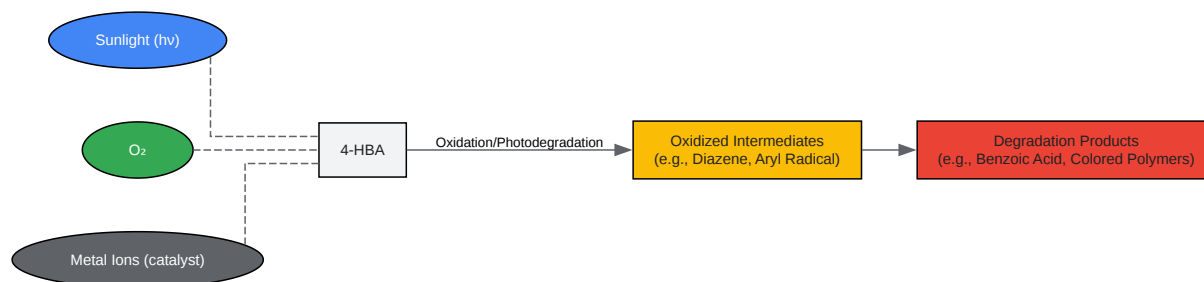 Sunlight (hν)
O₂
Metal Ions (catalyst)
4-HBA
Oxidation/Photodegradation
Oxidized Intermediates
(e.g., Diazene, Aryl Radical)
Degradation Products
(e.g., Benzoic Acid, Colored Polymers)